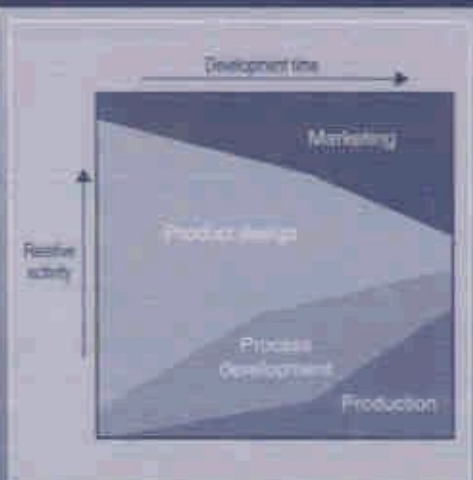 Development time
Marketing
Relative
activity
Product design
Process
development
Production